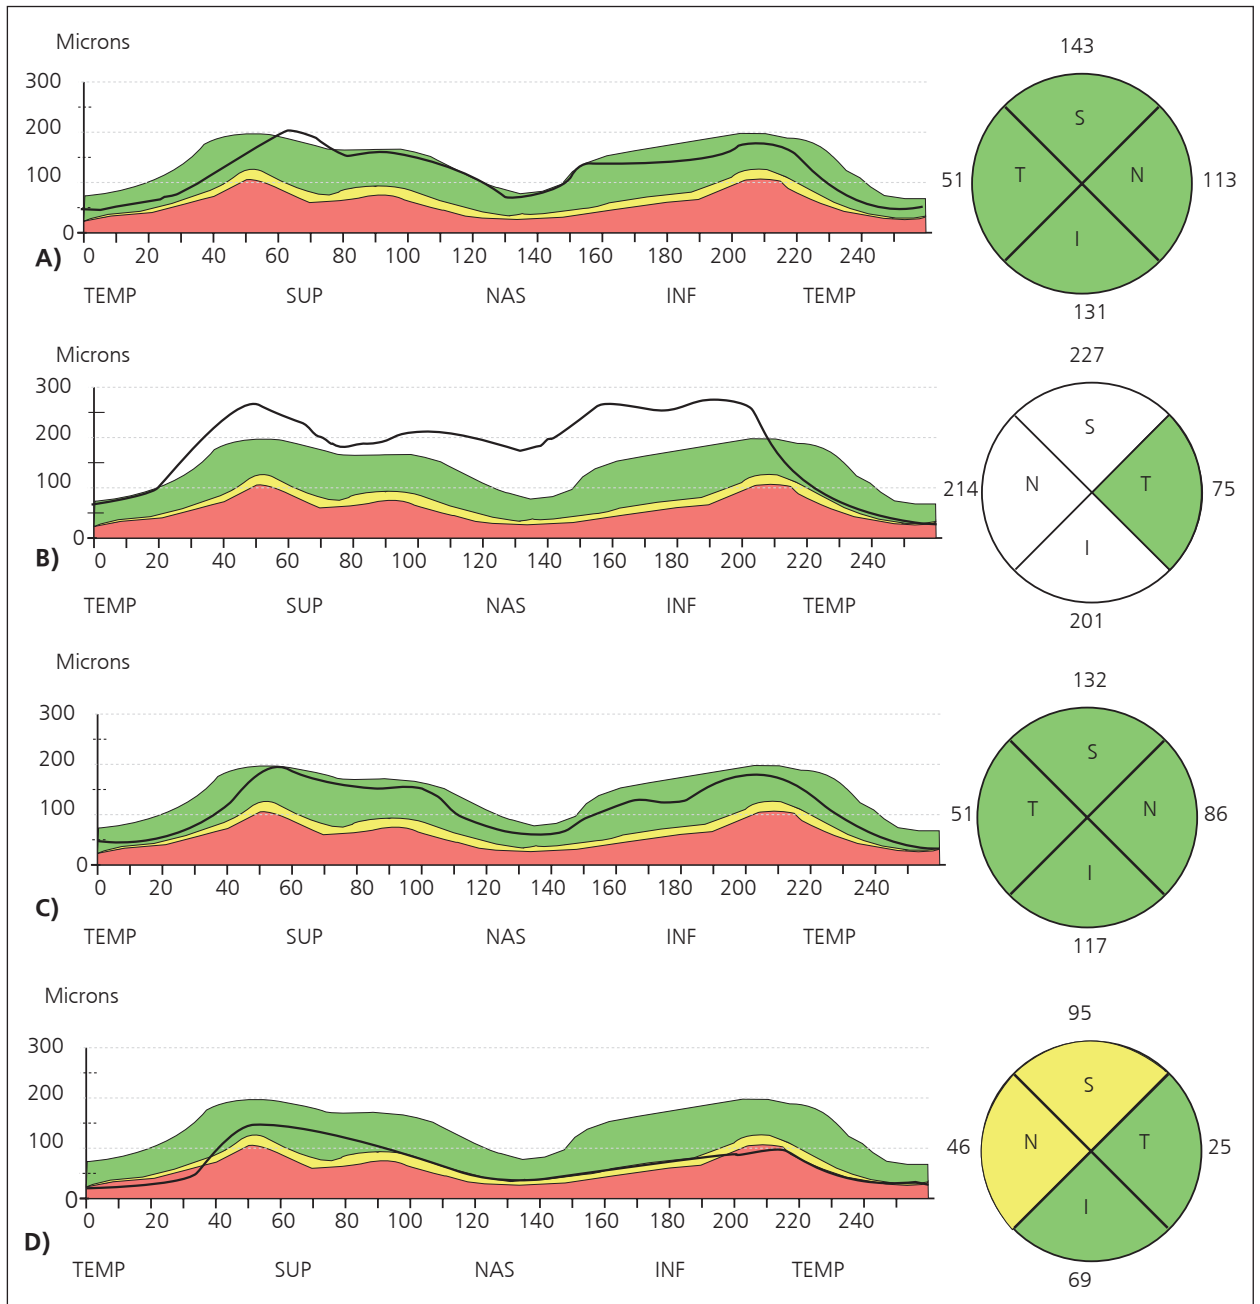 Microns
143
300
200
S
100
51
T
N
113
I
0
A)
0 20 40 60 80 100 120 140 160 180 200 220 240
TEMP SUP NAS INF TEMP
131
Microns
227
300
200
S
100
214
N
T
75
I
0
B)
0 20 40 60 80 100 120 140 160 180 200 220 240
TEMP SUP NAS INF TEMP
201
Microns
132
300
200
S
100
51
T
N
86
I
0
C)
0 20 40 60 80 100 120 140 160 180 200 220 240
TEMP SUP NAS INF TEMP
117
Microns
95
300
200
S
100
46
N
T
25
I
0
D)
0 20 40 60 80 100 120 140 160 180 200 220 240
TEMP SUP NAS INF TEMP
69